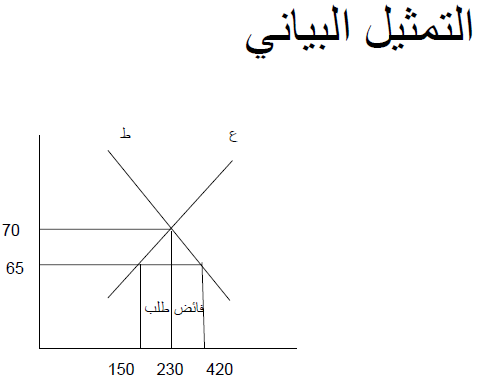 التمثيل البياني
ط ع
70
65
فائض طلب
150 230 420